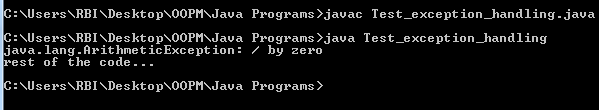 C:\Users\RBI\Desktop\OOPM\Java Programs>javac Test_exception_handling.java
C:\Users\RBI\Desktop\OOPM\Java Programs>java Test_exception_handling
java.lang.ArithmeticException: / by zero
rest of the code...
C:\Users\RBI\Desktop\OOPM\Java Programs>